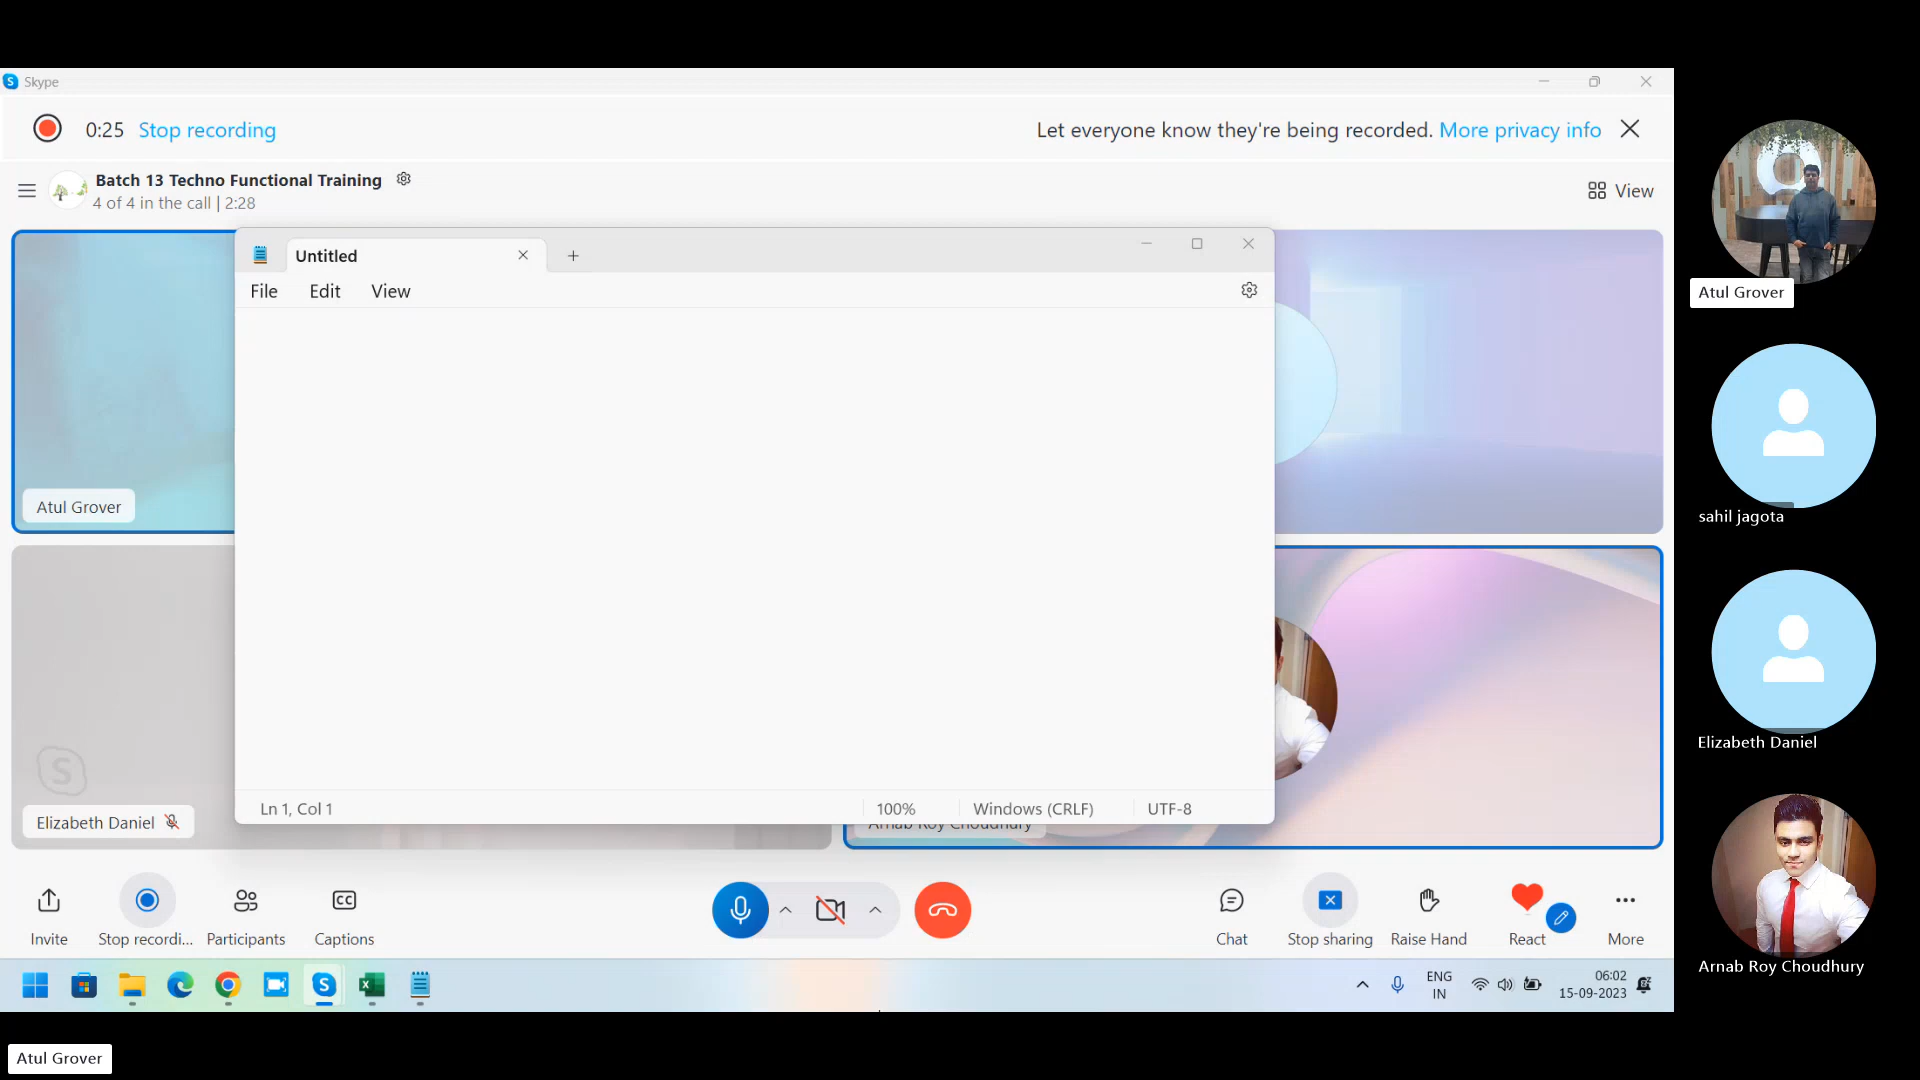 Skype
0:25 Stop recording
Let everyone know they're being recorded. More privacy info
Batch 13 Techno Functional Training
4 of 4 in the call | 2:28
View
Untitled
File Edit View
Atul Grover
Elizabeth Daniel
Arnab Roy Choudhury
Ln 1, Col 1
100%
Windows (CRLF)
UTF-8
Invite
Stop recordi...
Participants
CC
Captions
Chat
Stop sharing
Raise Hand
React
More
ENG
IN
06:02
15-09-2023
Atul Grover
sahil jagota
Elizabeth Daniel
Arnab Roy Choudhury
Atul Grover